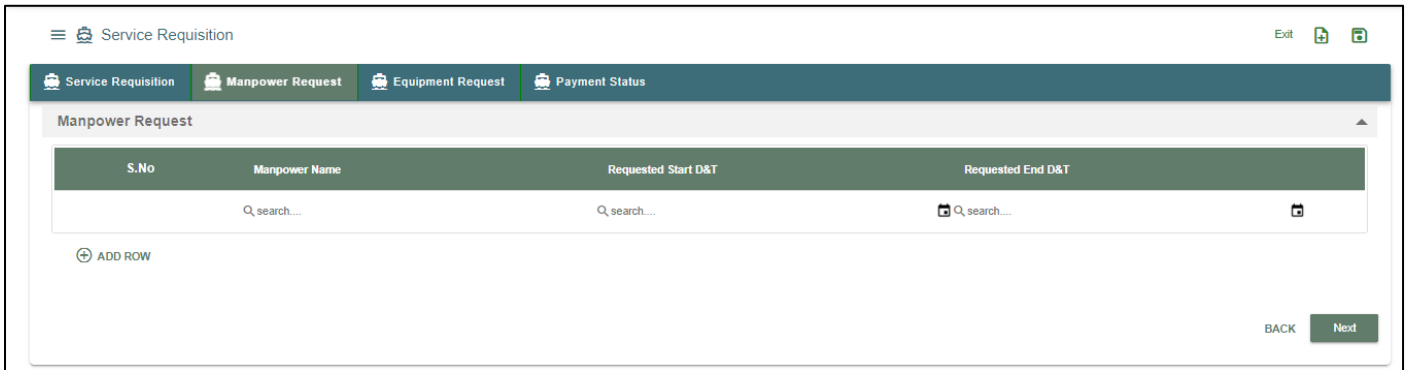 Service Requisition Exit
Service Requisition Manpower Request Equipment Request Payment Status
Manpower Request
S.No Manpower Name Requested Start D&T Requested End D&T
search.... search.... search....
ADD ROW
BACK Next